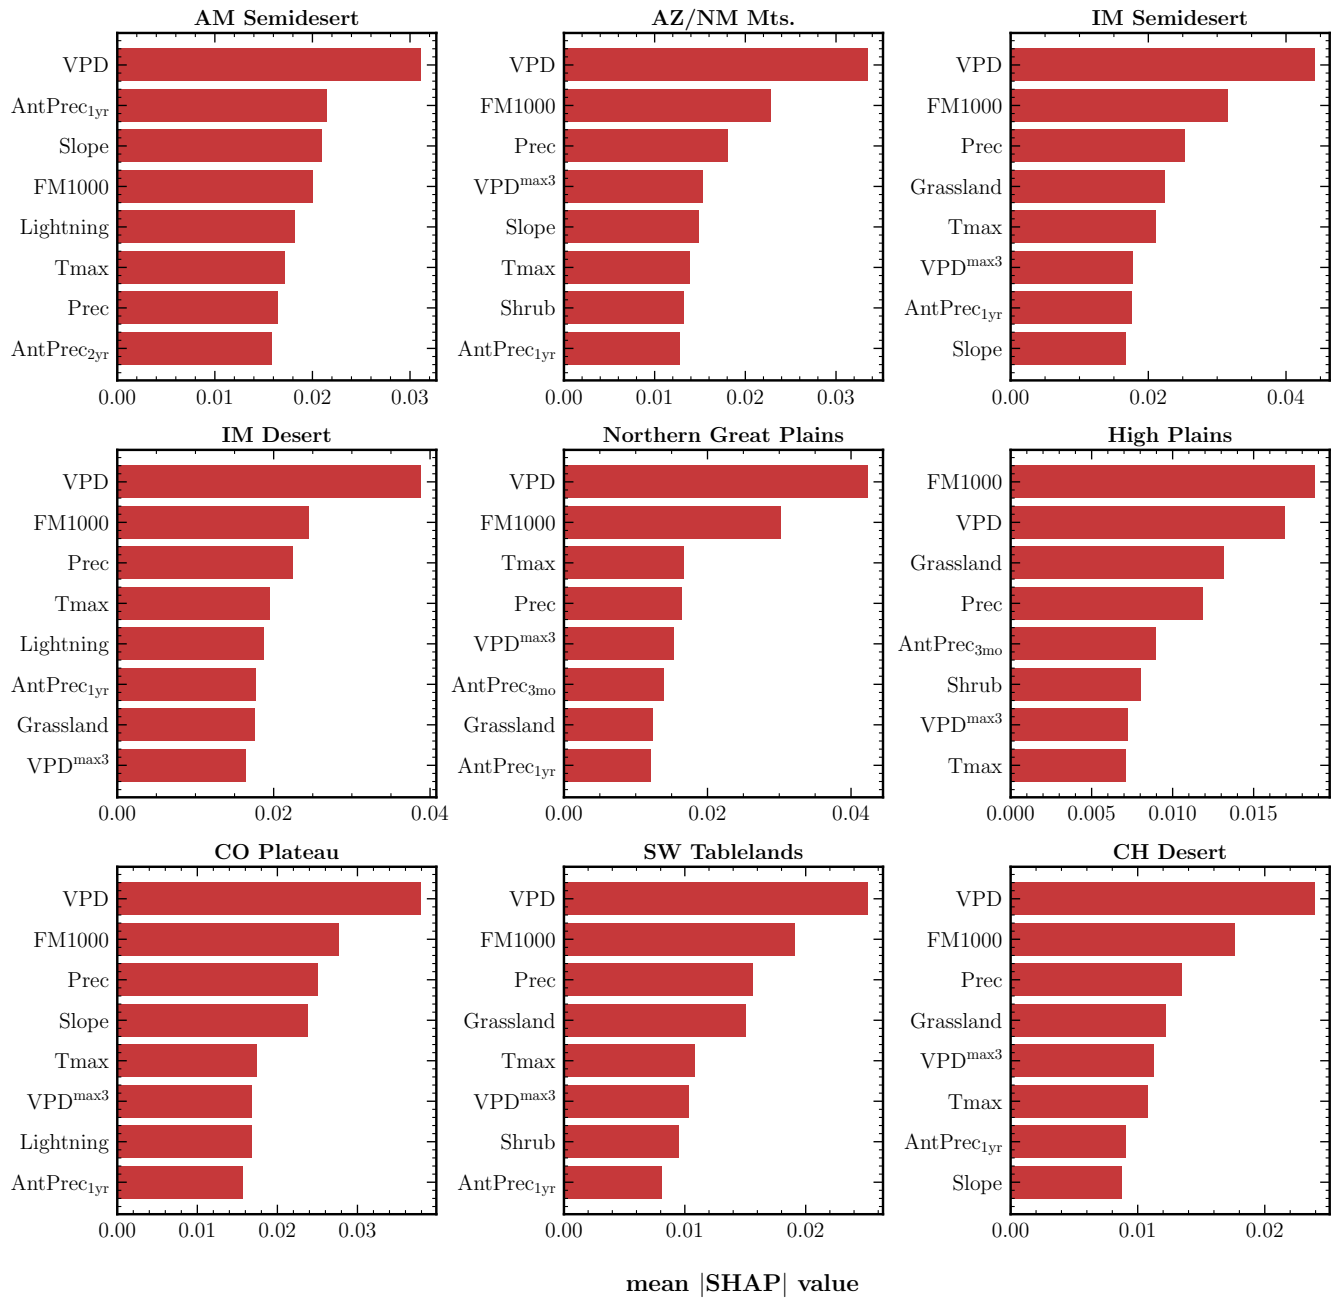 AM Semidesert
VPD
AntPrec1yr
Slope
FM1000
Lightning
Tmax
Prec
AntPrec2yr
0.00 0.01 0.02 0.03
AZ/NM Mts.
VPD
FM1000
Prec
VPDmax3
Slope
Tmax
Shrub
AntPrec1yr
0.00 0.01 0.02 0.03
IM Semidesert
VPD
FM1000
Prec
Grassland
Tmax
VPDmax3
AntPrec1yr
Slope
0.00 0.02 0.04
IM Desert
VPD
FM1000
Prec
Tmax
Lightning
AntPrec1yr
Grassland
VPDmax3
0.00 0.02 0.04
Northern Great Plains
VPD
FM1000
Tmax
Prec
VPDmax3
AntPrec3mo
Grassland
AntPrec1yr
0.00 0.02 0.04
High Plains
FM1000
VPD
Grassland
Prec
AntPrec3mo
Shrub
VPDmax3
Tmax
0.000 0.005 0.010 0.015
CO Plateau
VPD
FM1000
Prec
Slope
Tmax
VPDmax3
Lightning
AntPrec1yr
0.00 0.01 0.02 0.03
SW Tablelands
VPD
FM1000
Prec
Grassland
Tmax
VPDmax3
Shrub
AntPrec1yr
0.00 0.01 0.02
CH Desert
VPD
FM1000
Prec
Grassland
VPDmax3
Tmax
AntPrec1yr
Slope
0.00 0.01 0.02
mean |SHAP| value